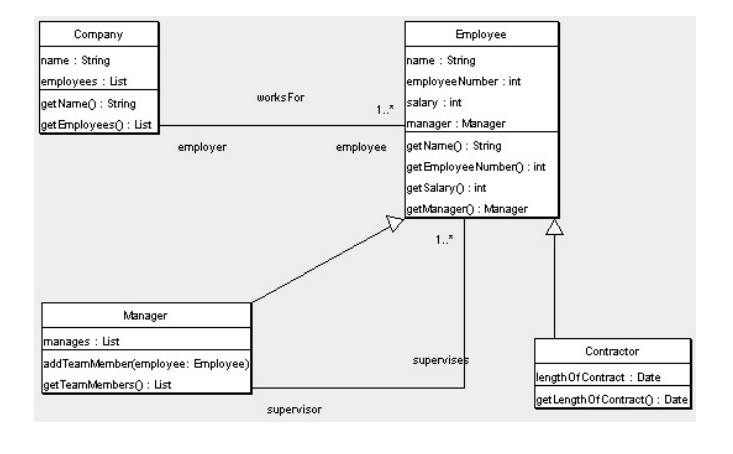 Company
name : String
employees : List
getName() : String
getEmployees() : List
worksFor
1..*
employer
employee
Employee
name : String
employeeNumber : int
salary : int
manager : Manager
getName() : String
getEmployeeNumber() : int
getSalary() : int
getManager() : Manager
1..*
Manager
manages : List
addTeamMember(employee: Employee)
getTeamMembers() : List
supervises
supervisor
Contractor
lengthOfContract : Date
getLengthOfContract() : Date